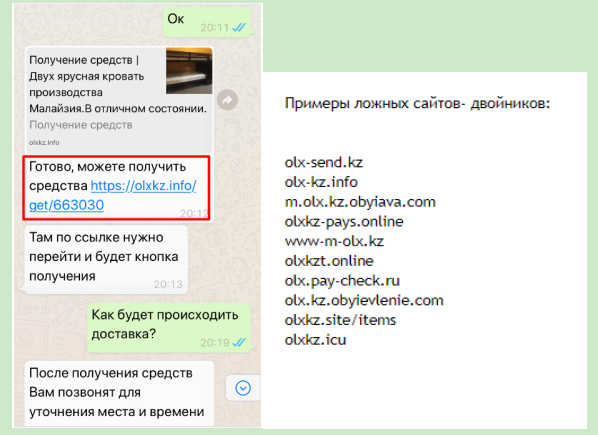 Ок
20:11
Получение средств |
Двух ярусная кровать
производства
Малайзия.В отличном состоянии.
Получение средств
olxkz.info
Готово, можете получить
средства https://olxkz.info/
get/663030
20:12
Там по ссылке нужно
перейти и будет кнопка
получения
20:13
Как будет происходить
доставка?
20:19
После получения средств
Вам позвонят для
уточнения места и времени
Примеры ложных сайтов- двойников:
olx-send.kz
olx-kz.info
m.olx.kz.obyiava.com
olxkz-pays.online
www-m-olx.kz
olxkzt.online
olx.pay-check.ru
olx.kz.obyievlenie.com
olxkz.site/items
olxkz.icu